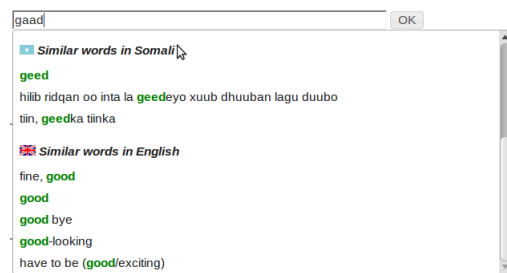 gaad
OK
Similar words in Somali
geed
hilib ridqan oo inta la geedeyo xuub dhuuban lagu duubo
tiin, geedka tiinka
Similar words in English
fine, good
good
good bye
good-looking
have to be (good/exciting)